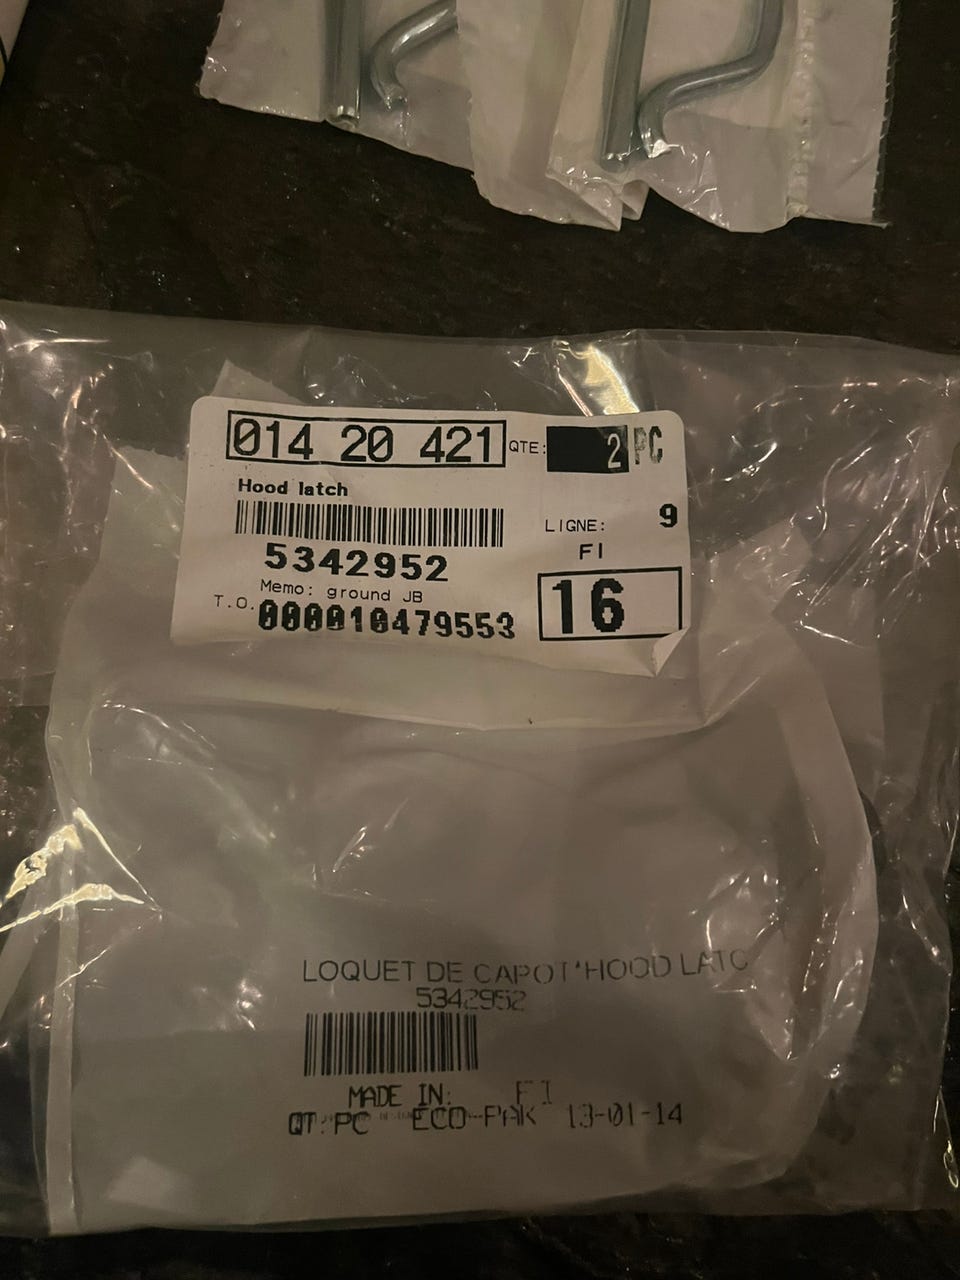 014 20 421 QTE: 2 PC
Hood latch
LIGNE: 9
5342952
FI
Memo: ground JB
T.O. 000010479553
16
LOQUET DE CAPOT*HOOD LATC
5342952
MADE IN: FI
QT:PC ECO-PAK 13-01-14